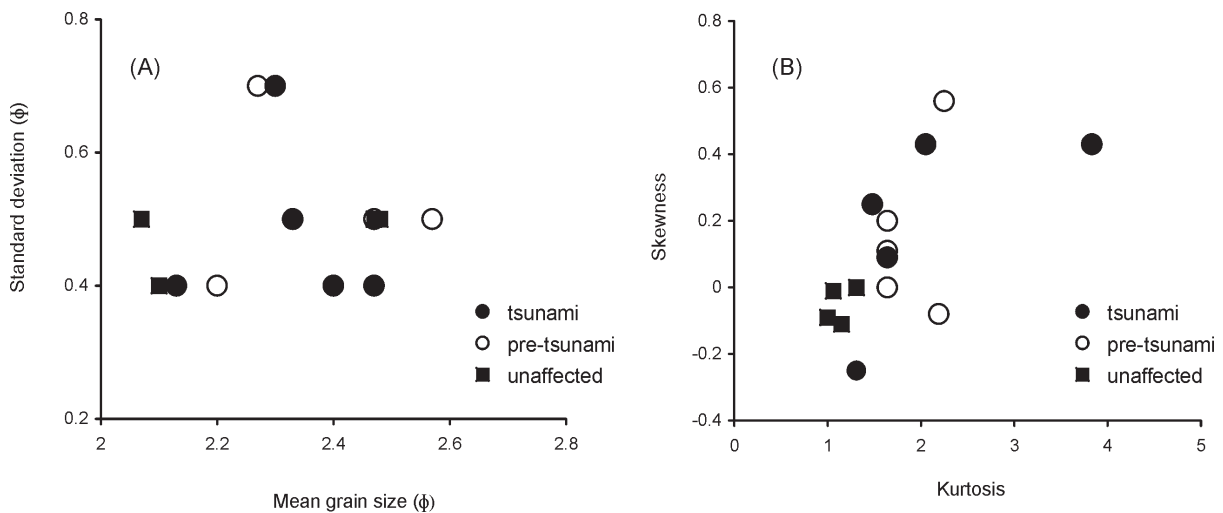 (A)
Standard deviation (ϕ)
0.8
0.6
0.4
0.2
2 2.2 2.4 2.6 2.8
Mean grain size (ϕ)
tsunami
pre-tsunami
unaffected
(B)
Skewness
0.8
0.6
0.4
0.2
0
-0.2
-0.4
0 1 2 3 4 5
Kurtosis
tsunami
pre-tsunami
unaffected